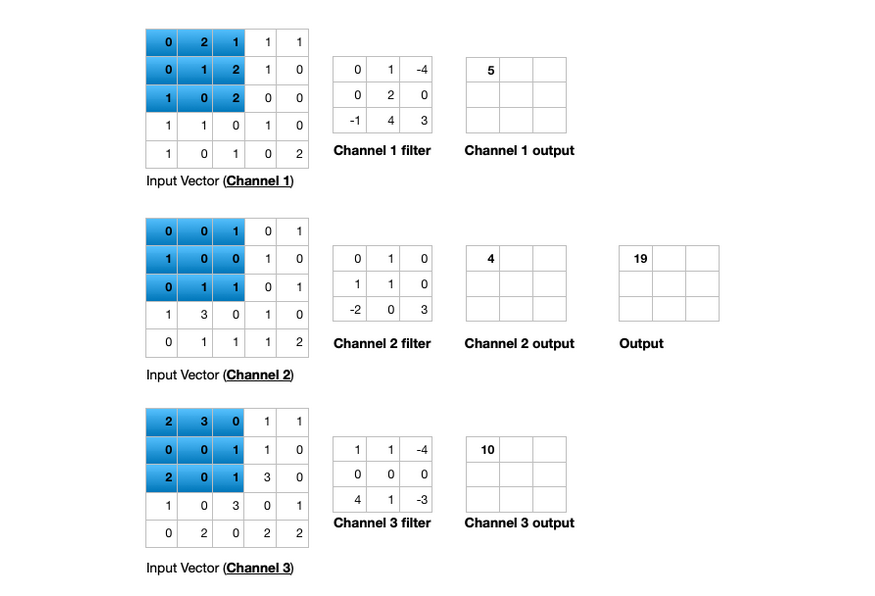 0 2 1 1 1
0 1 2 1 0
1 0 2 0 0
1 1 0 1 0
1 0 1 0 2
Input Vector (Channel 1)
0 1 -4
0 2 0
-1 4 3
Channel 1 filter
5
Channel 1 output
0 0 1 0 1
1 0 0 1 0
0 1 1 0 1
1 3 0 1 0
0 1 1 1 2
Input Vector (Channel 2)
0 1 0
1 1 0
-2 0 3
Channel 2 filter
4
Channel 2 output
19
Output
2 3 0 1 1
0 0 1 1 0
2 0 1 3 0
1 0 3 0 1
0 2 0 2 2
Input Vector (Channel 3)
1 1 -4
0 0 0
4 1 -3
Channel 3 filter
10
Channel 3 output